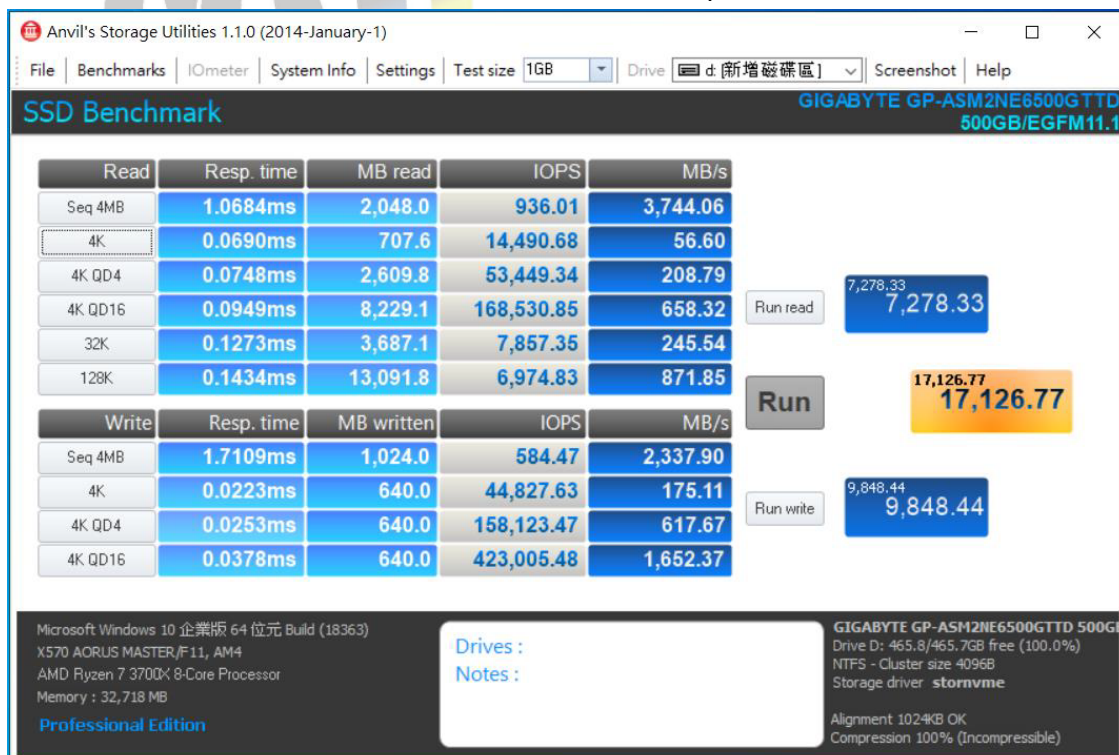 Anvil's Storage Utilities 1.1.0 (2014-January-1)
File Benchmarks IOmeter System Info Settings Test size 1GB Drive d: [新增磁碟區] Screenshot Help
SSD Benchmark
GIGABYTE GP-ASM2NE6500GTTD
500GB/EGFM11.1
Read Resp. time MB read IOPS MB/s
Seq 4MB 1.0684ms 2,048.0 936.01 3,744.06
4K 0.0690ms 707.6 14,490.68 56.60
4K QD4 0.0748ms 2,609.8 53,449.34 208.79
4K QD16 0.0949ms 8,229.1 168,530.85 658.32
32K 0.1273ms 3,687.1 7,857.35 245.54
128K 0.1434ms 13,091.8 6,974.83 871.85
Run read
7,278.33
7,278.33
Run
17,126.77
17,126.77
Write Resp. time MB written IOPS MB/s
Seq 4MB 1.7109ms 1,024.0 584.47 2,337.90
4K 0.0223ms 640.0 44,827.63 175.11
4K QD4 0.0253ms 640.0 158,123.47 617.67
4K QD16 0.0378ms 640.0 423,005.48 1,652.37
Run write
9,848.44
9,848.44
Microsoft Windows 10 企業版 64 位元 Build (18363)
X570 AORUS MASTER/F11, AM4
AMD Ryzen 7 3700X 8-Core Processor
Memory : 32,718 MB
Professional Edition
Drives :
Notes :
GIGABYTE GP-ASM2NE6500GTTD 500G
Drive D: 465.8/465.7GB free (100.0%)
NTFS - Cluster size 4096B
Storage driver stornvme
Alignment 1024KB OK
Compression 100% (Incompressible)